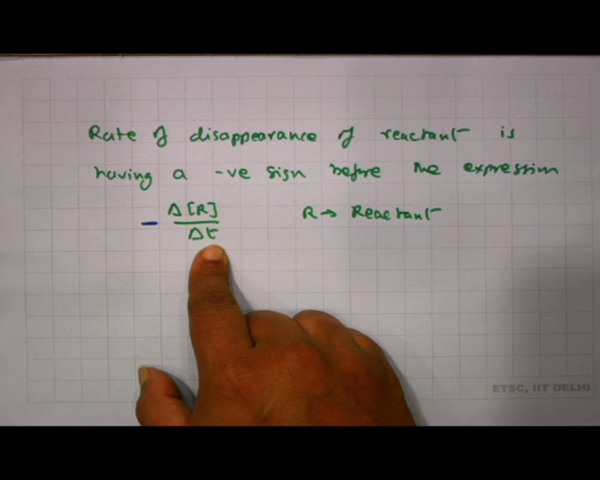 Rate of disappearance of reactant is
having a -ve sign before the expression
- Δ[R] / Δt R → Reactant
ETSC, IIT DELHI